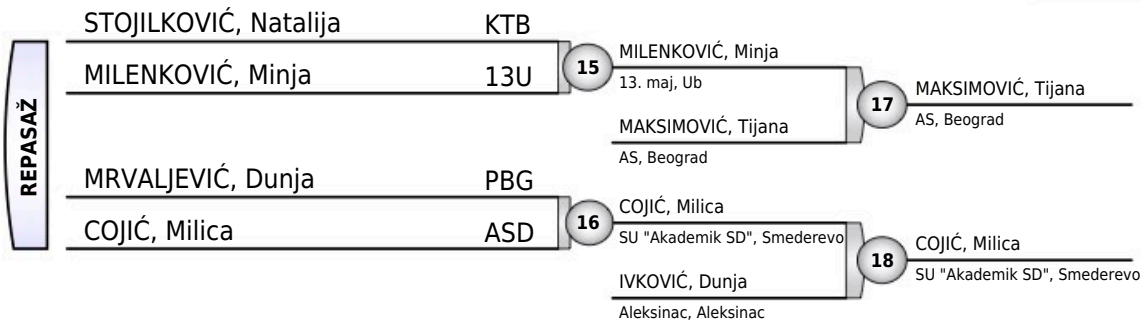 REPASAŽ
STOJILKOVIĆ, Natalija KTB
MILENKOVIĆ, Minja 13U
15
MILENKOVIĆ, Minja
13. maj, Ub
MAKSIMOVIĆ, Tijana
AS, Beograd
17
MAKSIMOVIĆ, Tijana
AS, Beograd
MRVALJEVIĆ, Dunja PBG
COJIĆ, Milica ASD
16
COJIĆ, Milica
SU "Akademik SD", Smederevo
IVKOVIĆ, Dunja
Aleksinac, Aleksinac
18
COJIĆ, Milica
SU "Akademik SD", Smederevo